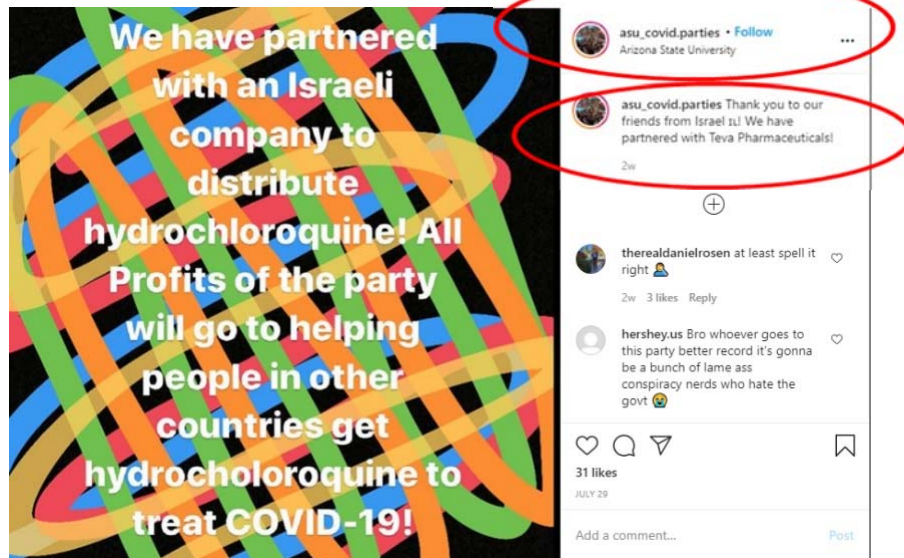 We have partnered
with an Israeli
company to
distribute
hydrochloroquine! All
Profits of the party
will go to helping
people in other
countries get
hydrocholoroquine to
treat COVID-19!
asu_covid.parties • Follow
Arizona State University
asu_covid.parties Thank you to our
friends from Israel 🇮🇱! We have
partnered with Teva Pharmaceuticals!
2w
therealdanielrosen at least spell it
right 🤦‍♂️
2w 3 likes Reply
hershey.us Bro whoever goes to
this party better record it's gonna
be a bunch of lame ass
conspiracy nerds who hate the
govt 😭
31 likes
JULY 29
Add a comment... Post